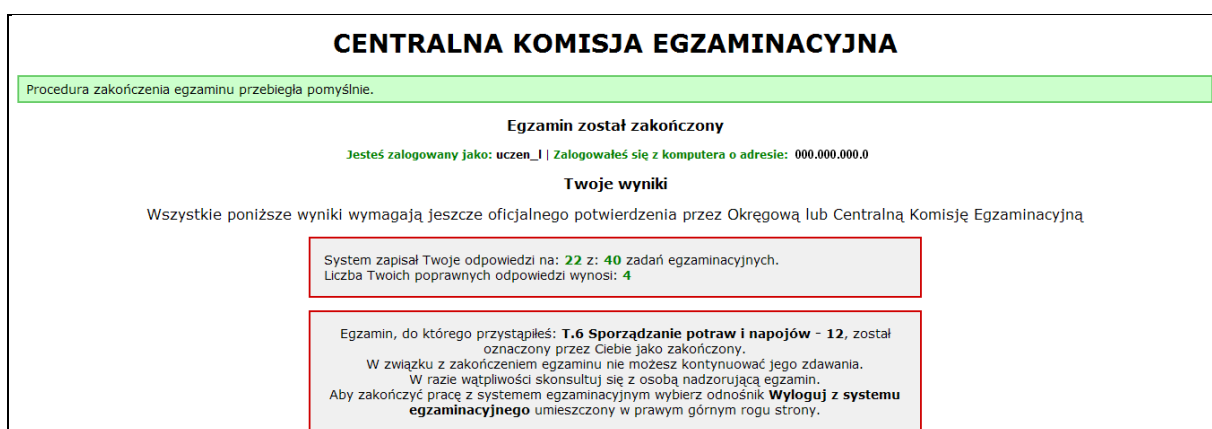 CENTRALNA KOMISJA EGZAMINACYJNA
Procedura zakończenia egzaminu przebiegła pomyślnie.
Egzamin został zakończony
Jesteś zalogowany jako: uczen_l | Zalogowałeś się z komputera o adresie: 000.000.000.0
Twoje wyniki
Wszystkie poniższe wyniki wymagają jeszcze oficjalnego potwierdzenia przez Okręgową lub Centralną Komisję Egzaminacyjną
System zapisał Twoje odpowiedzi na: 22 z: 40 zadań egzaminacyjnych.
Liczba Twoich poprawnych odpowiedzi wynosi: 4
Egzamin, do którego przystąpiłeś: T.6 Sporządzanie potraw i napojów - 12, został
oznaczony przez Ciebie jako zakończony.
W związku z zakończeniem egzaminu nie możesz kontynuować jego zdawania.
W razie wątpliwości skonsultuj się z osobą nadzorującą egzamin.
Aby zakończyć pracę z systemem egzaminacyjnym wybierz odnośnik Wyloguj z systemu
egzaminacyjnego umieszczony w prawym górnym rogu strony.